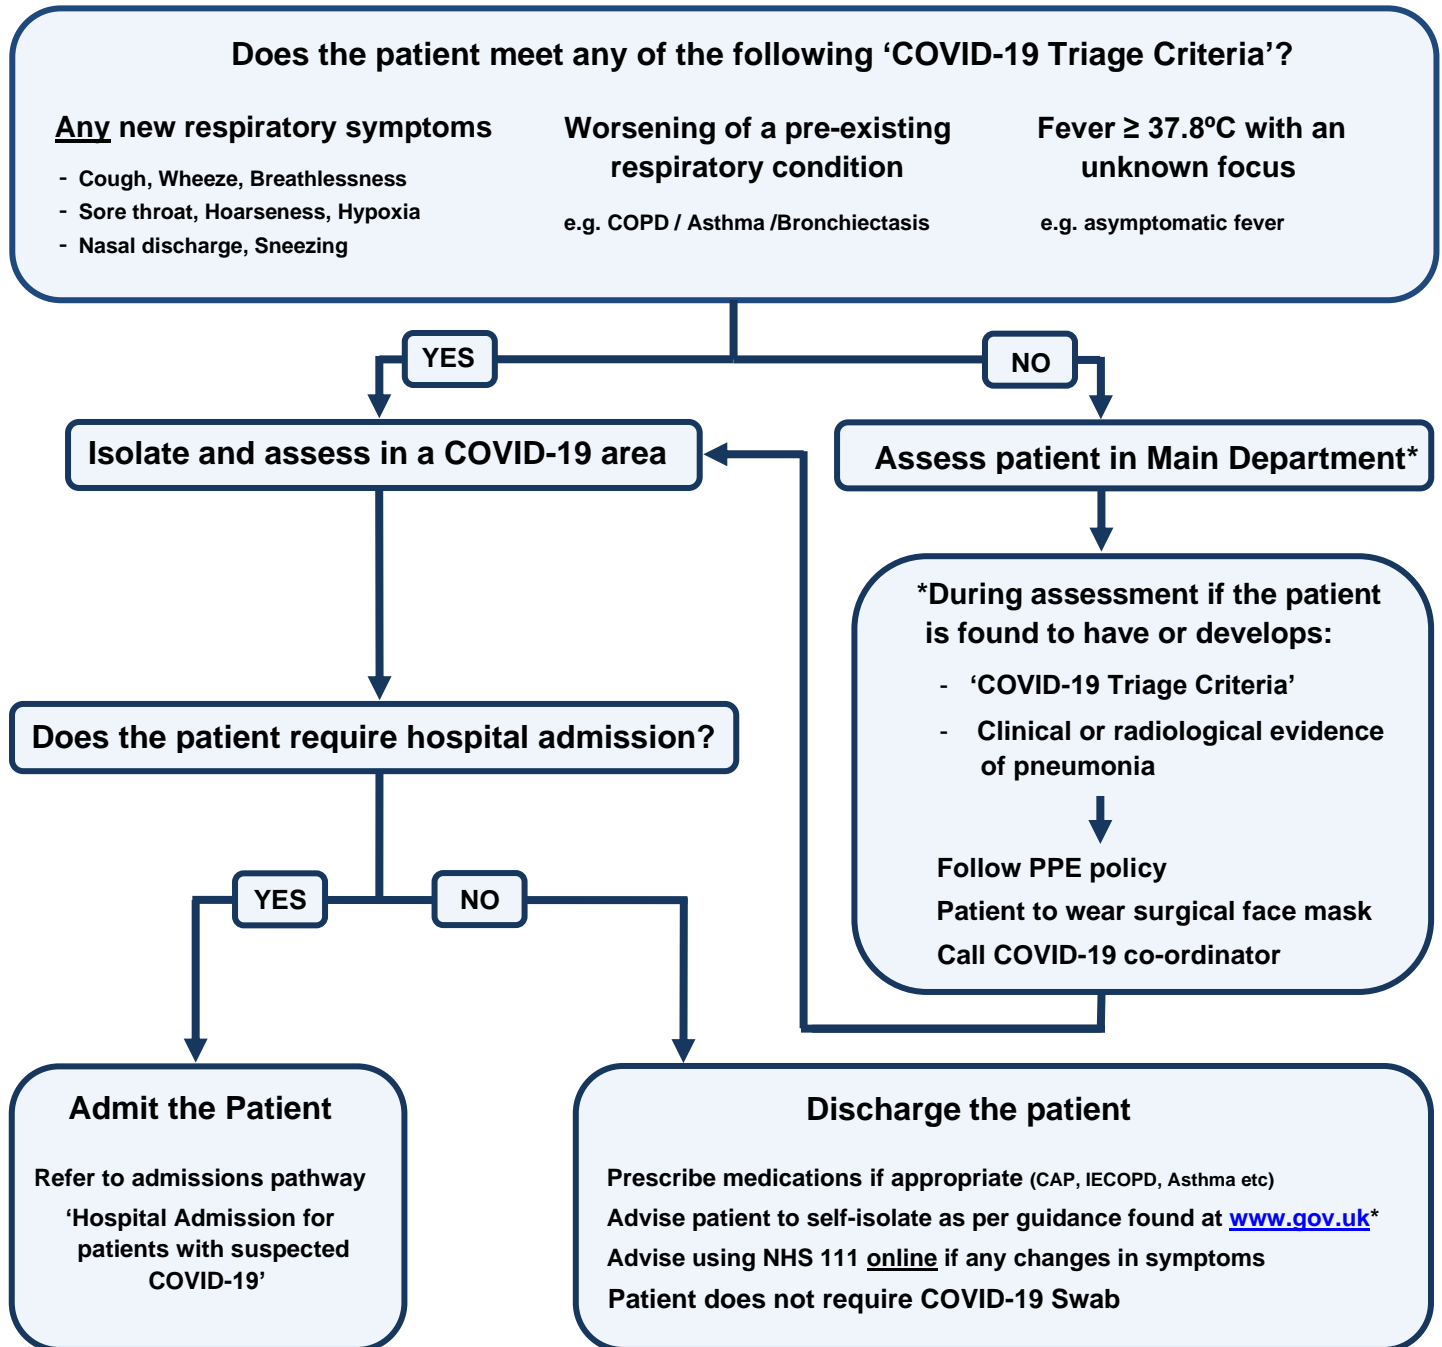 Does the patient meet any of the following ‘COVID-19 Triage Criteria’?
Any new respiratory symptoms
- Cough, Wheeze, Breathlessness
- Sore throat, Hoarseness, Hypoxia
- Nasal discharge, Sneezing
Worsening of a pre-existing
respiratory condition
e.g. COPD / Asthma /Bronchiectasis
Fever ≥ 37.8ºC with an
unknown focus
e.g. asymptomatic fever
YES
NO
Isolate and assess in a COVID-19 area
Assess patient in Main Department*
*During assessment if the patient
is found to have or develops:
- ‘COVID-19 Triage Criteria’
- Clinical or radiological evidence
of pneumonia
Follow PPE policy
Patient to wear surgical face mask
Call COVID-19 co-ordinator
Does the patient require hospital admission?
YES
NO
Admit the Patient
Refer to admissions pathway
‘Hospital Admission for
patients with suspected
COVID-19’
Discharge the patient
Prescribe medications if appropriate (CAP, IECOPD, Asthma etc)
Advise patient to self-isolate as per guidance found at www.gov.uk*
Advise using NHS 111 online if any changes in symptoms
Patient does not require COVID-19 Swab